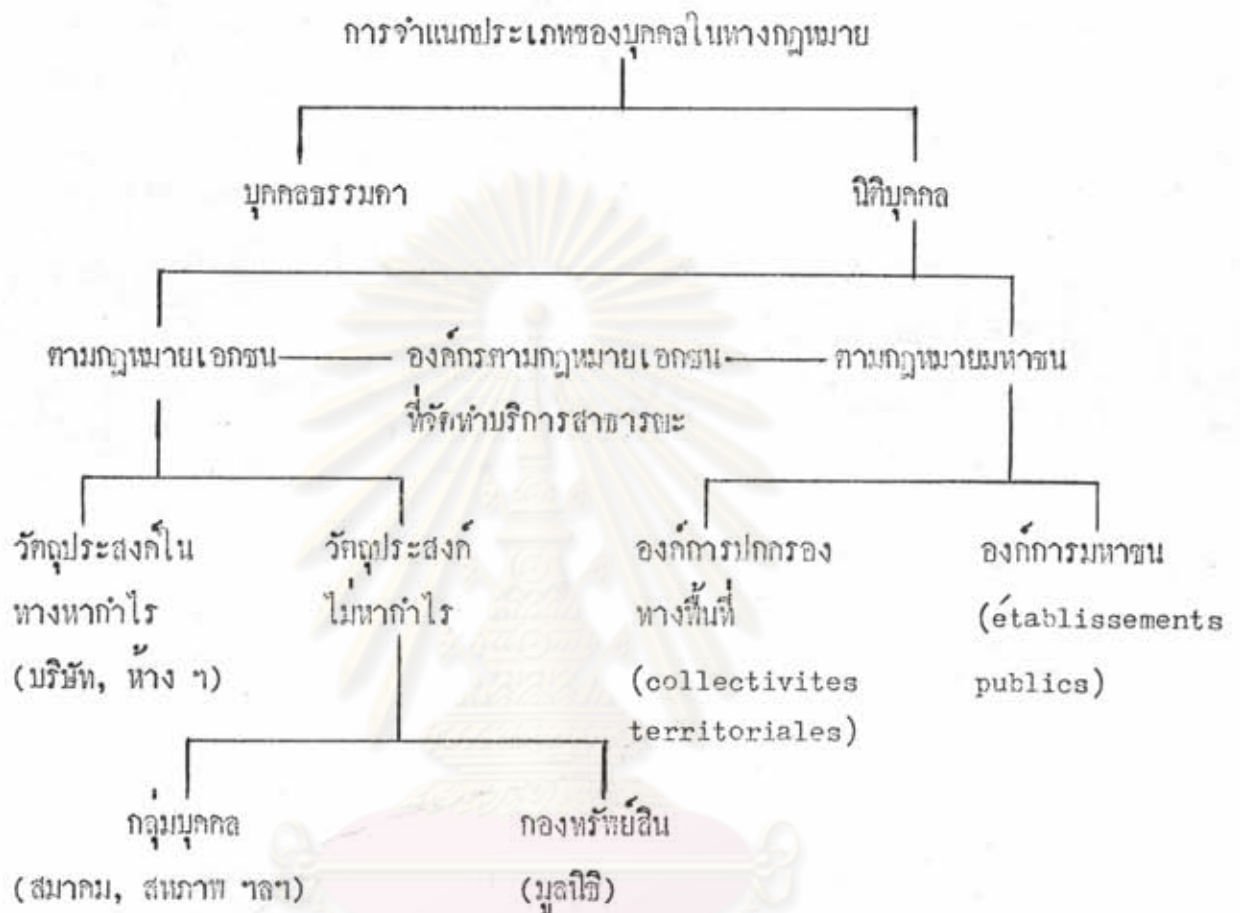 การจำแนกประเภทของบุคคลในทางกฎหมาย
บุคคลธรรมดา
นิติบุคคล
ตามกฎหมายเอกชน
องค์กรตามกฎหมายเอกชน
ตามกฎหมายมหาชน
ที่จัดทำบริการสาธารณะ
วัตถุประสงค์ใน
วัตถุประสงค์
องค์การปกครอง
องค์การมหาชน
ทางหากำไร
ไม่หากำไร
ทางพื้นที่
(établissements
(บริษัท, ห้าง ฯ)
(collectivites
publics)
territoriales)
กลุ่มบุคคล
กองทรัพย์สิน
(สมาคม, สหภาพ ฯลฯ)
(มูลนิธิ)